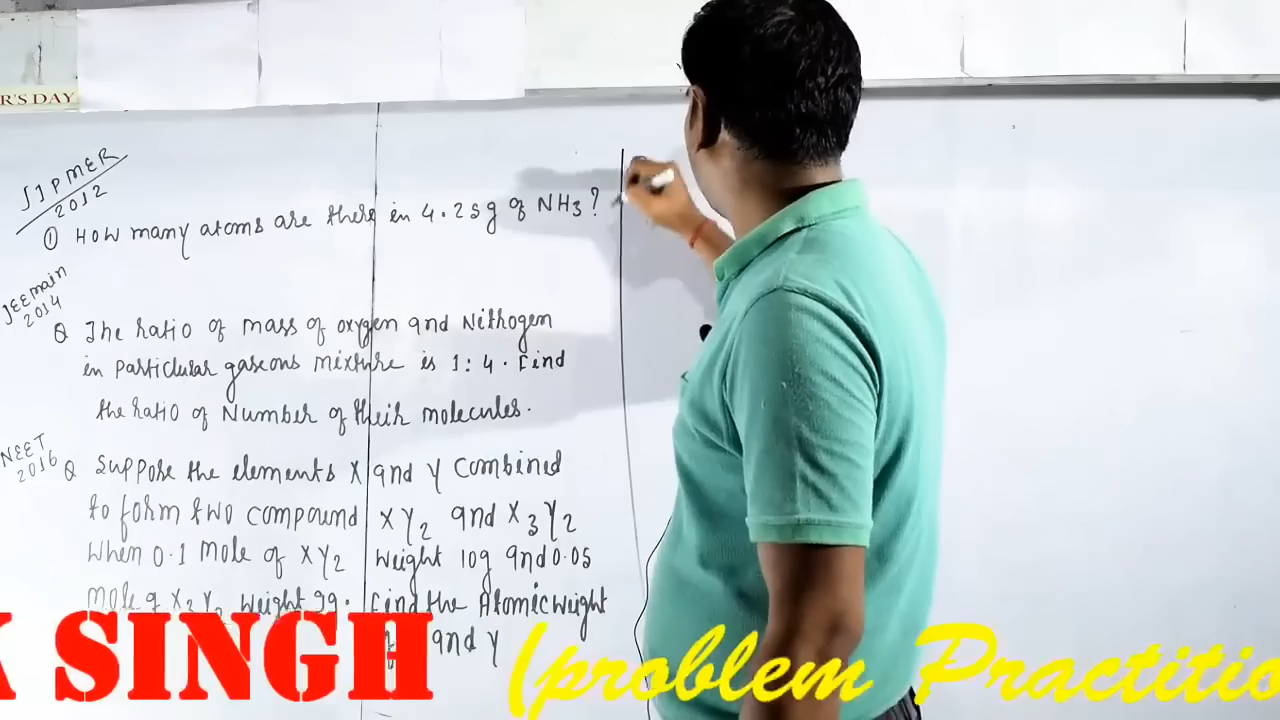 R'S DAY
JIPMER
2012
① How many atoms are there in 4.25g of NH3?
JEE main
2014
Q The ratio of mass of oxygen and Nitrogen
in particular gaseous mixture is 1:4. Find
the ratio of Number of their molecules.
NEET
2016
Q Suppose the elements X and Y combined
to form two compound XY2 and X3Y2
When 0.1 mole of XY2 weight 10g and 0.05
mole of X3Y2 weight 9g. Find the Atomic weight
and Y
K SINGH (problem Practitio